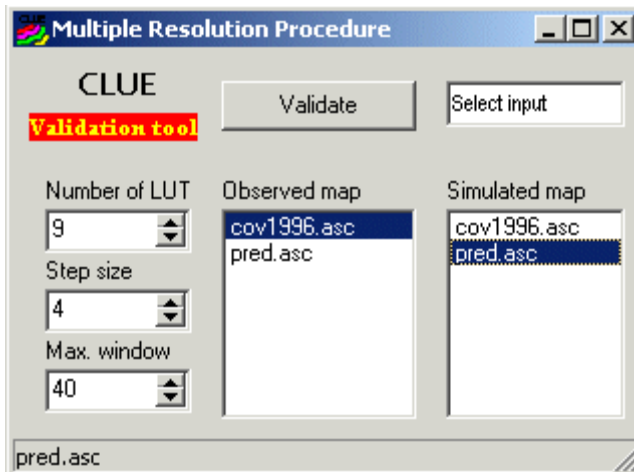 Multiple Resolution Procedure
CLUE
Validation tool
Validate
Select input
Number of LUT
9
Step size
4
Max. window
40
Observed map
cov1996.asc
pred.asc
Simulated map
cov1996.asc
pred.asc
pred.asc